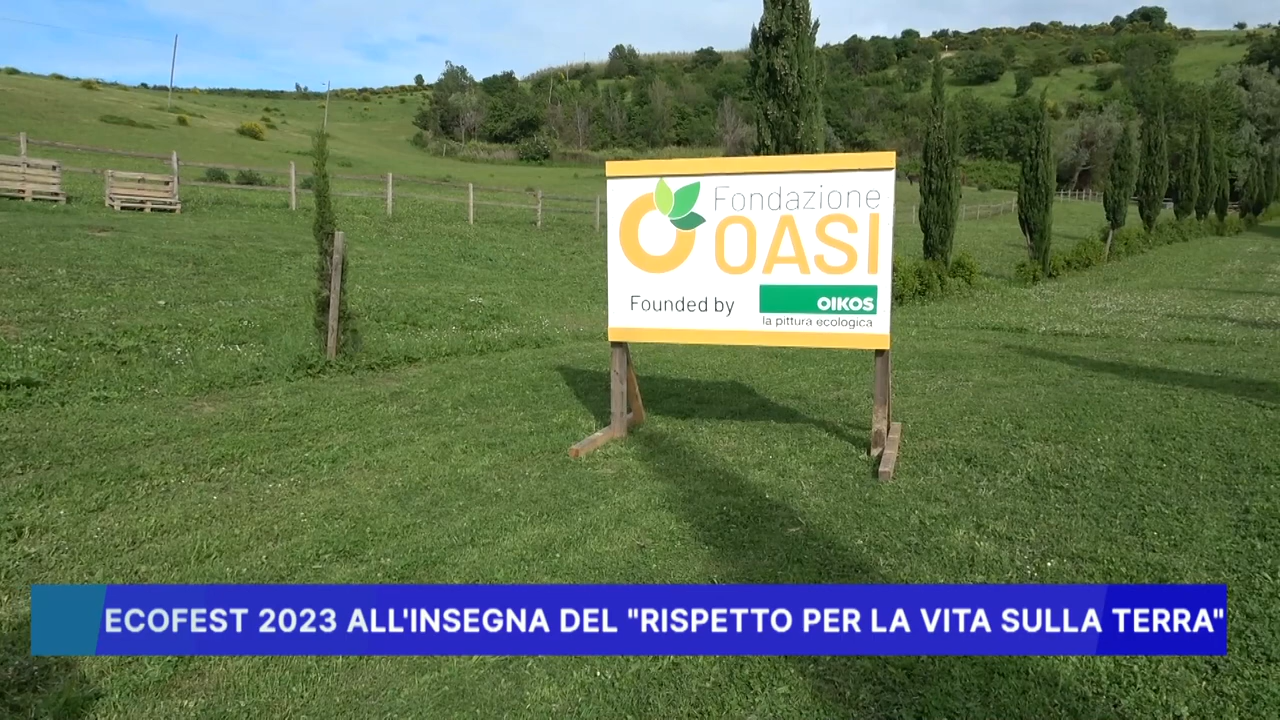 Fondazione
OASI
Founded by
OIKOS
la pittura ecologica
ECOFEST 2023 ALL'INSEGNA DEL "RISPETTO PER LA VITA SULLA TERRA"